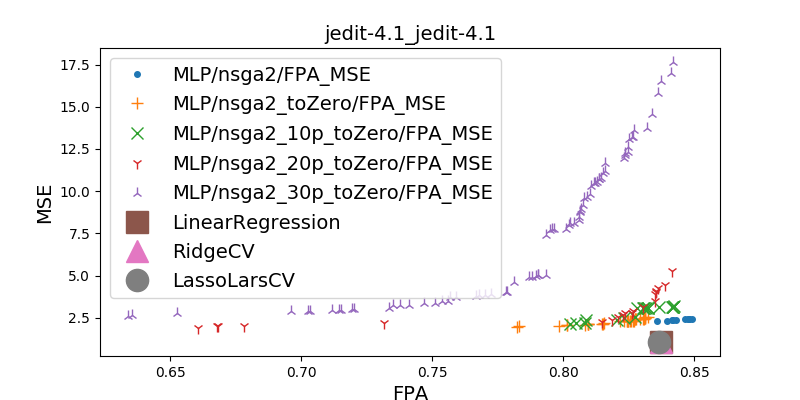 jedit-4.1_jedit-4.1
MLP/nsga2/FPA_MSE
MLP/nsga2_toZero/FPA_MSE
MLP/nsga2_10p_toZero/FPA_MSE
MLP/nsga2_20p_toZero/FPA_MSE
MLP/nsga2_30p_toZero/FPA_MSE
LinearRegression
RidgeCV
LassoLarsCV
MSE
17.5
15.0
12.5
10.0
7.5
5.0
2.5
0.65 0.70 0.75 0.80 0.85
FPA